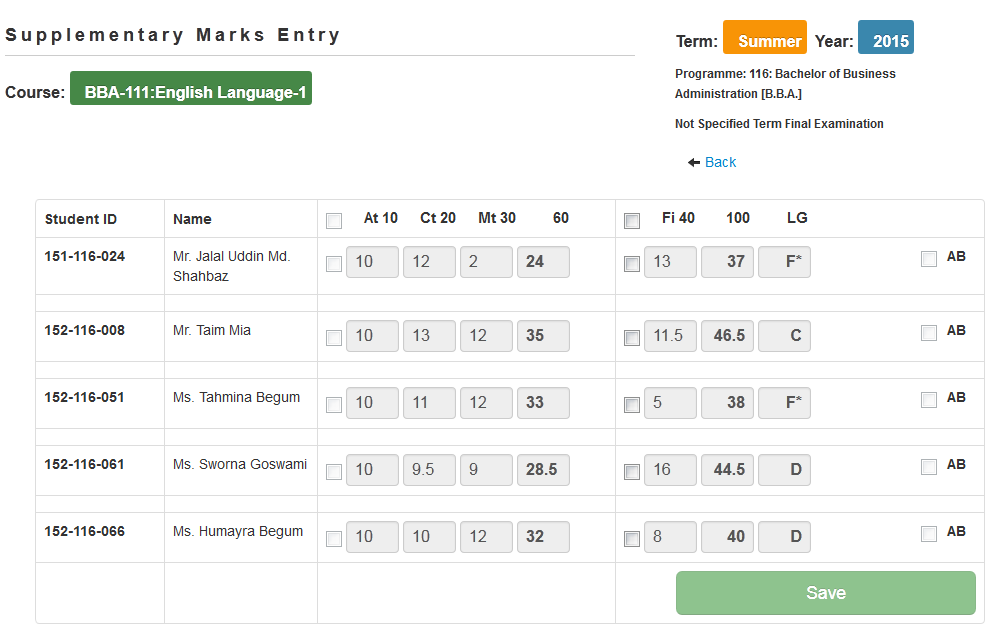 Supplementary Marks Entry
Term: Summer Year: 2015
Course: BBA-111:English Language-1
Programme: 116: Bachelor of Business
Administration [B.B.A.]
Not Specified Term Final Examination
Back
Student ID Name At 10 Ct 20 Mt 30 60 Fi 40 100 LG
151-116-024 Mr. Jalal Uddin Md. 10 12 2 24 13 37 F* AB
Shahbaz
152-116-008 Mr. Taim Mia 10 13 12 35 11.5 46.5 C AB
152-116-051 Ms. Tahmina Begum 10 11 12 33 5 38 F* AB
152-116-061 Ms. Sworna Goswami 10 9.5 9 28.5 16 44.5 D AB
152-116-066 Ms. Humayra Begum 10 10 12 32 8 40 D AB
Save